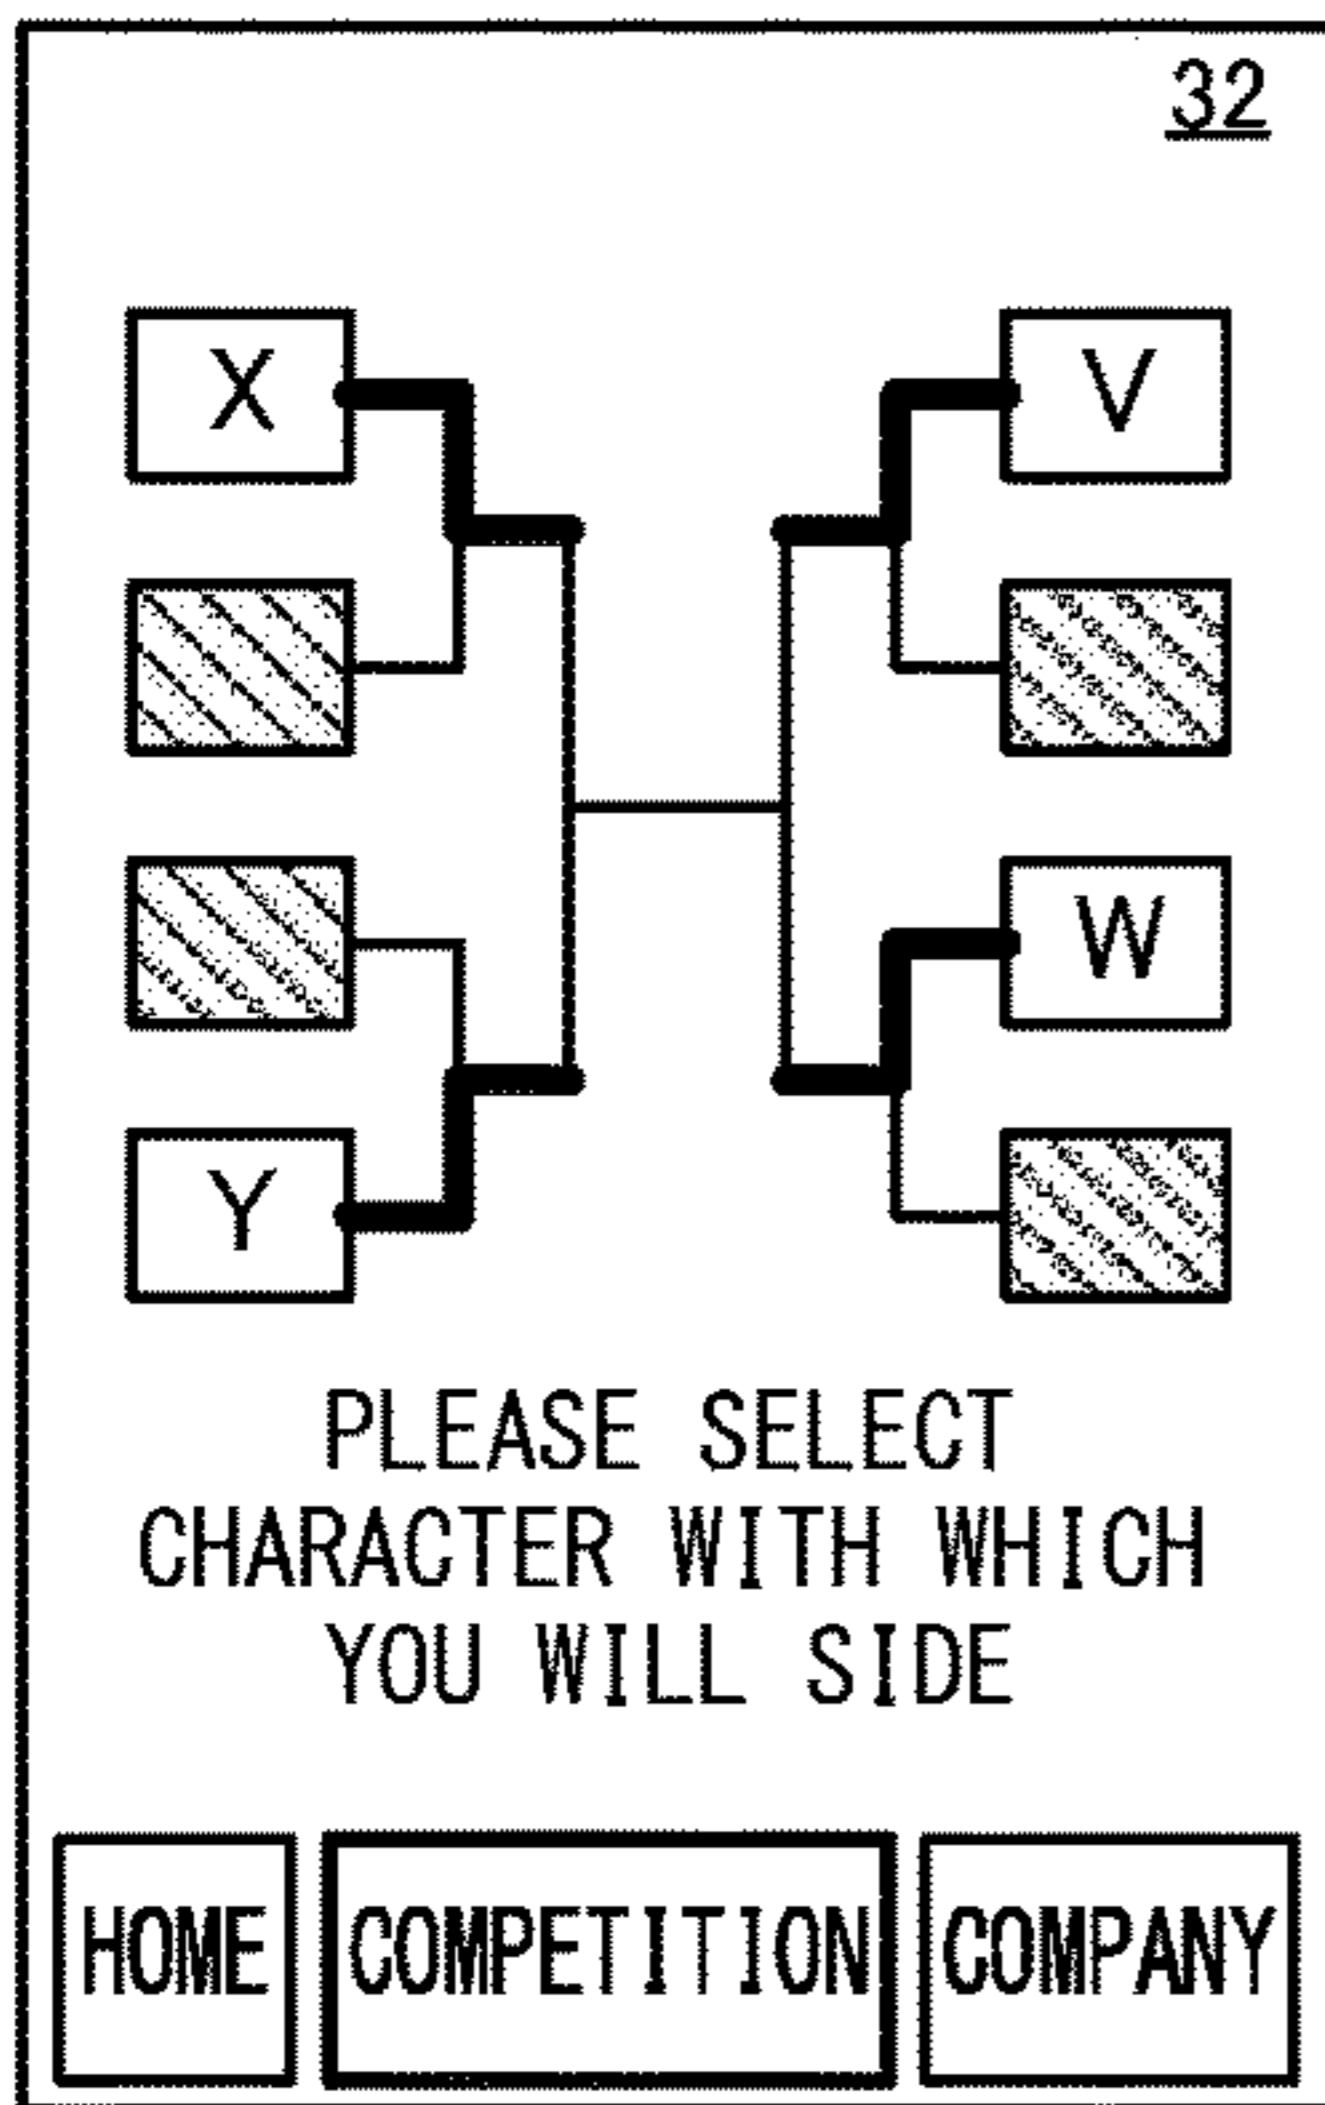 32
X
V
W
Y
PLEASE SELECT
CHARACTER WITH WHICH
YOU WILL SIDE
HOME COMPETITION COMPANY